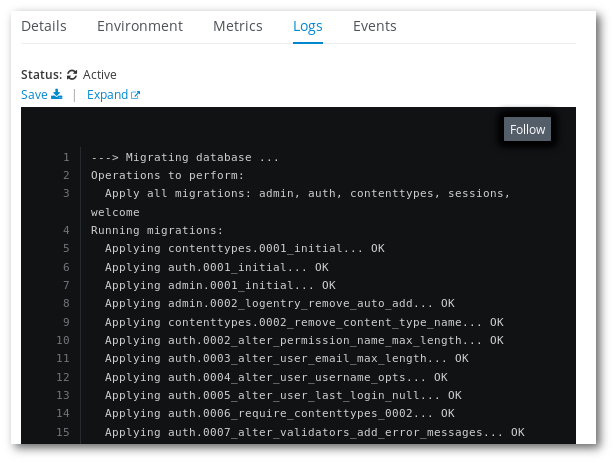 Details Environment Metrics Logs Events
Status: Active
Save | Expand
Follow
1 ---> Migrating database ...
2 Operations to perform:
3 Apply all migrations: admin, auth, contenttypes, sessions,
welcome
4 Running migrations:
5 Applying contenttypes.0001_initial... OK
6 Applying auth.0001_initial... OK
7 Applying admin.0001_initial... OK
8 Applying admin.0002_logentry_remove_auto_add... OK
9 Applying contenttypes.0002_remove_content_type_name... OK
10 Applying auth.0002_alter_permission_name_max_length... OK
11 Applying auth.0003_alter_user_email_max_length... OK
12 Applying auth.0004_alter_user_username_opts... OK
13 Applying auth.0005_alter_user_last_login_null... OK
14 Applying auth.0006_require_contenttypes_0002... OK
15 Applying auth.0007_alter_validators_add_error_messages... OK